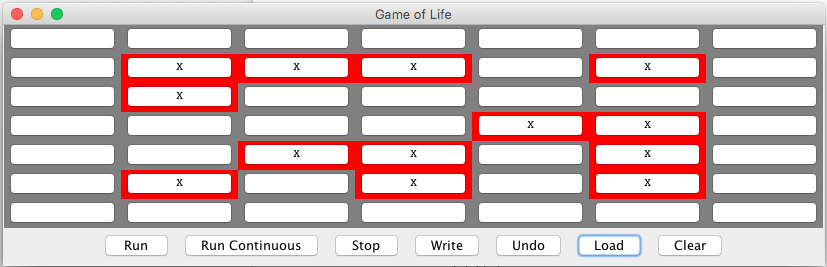 Game of Life
x x x x
x
x x
x x x
x x x
Run Run Continuous Stop Write Undo Load Clear